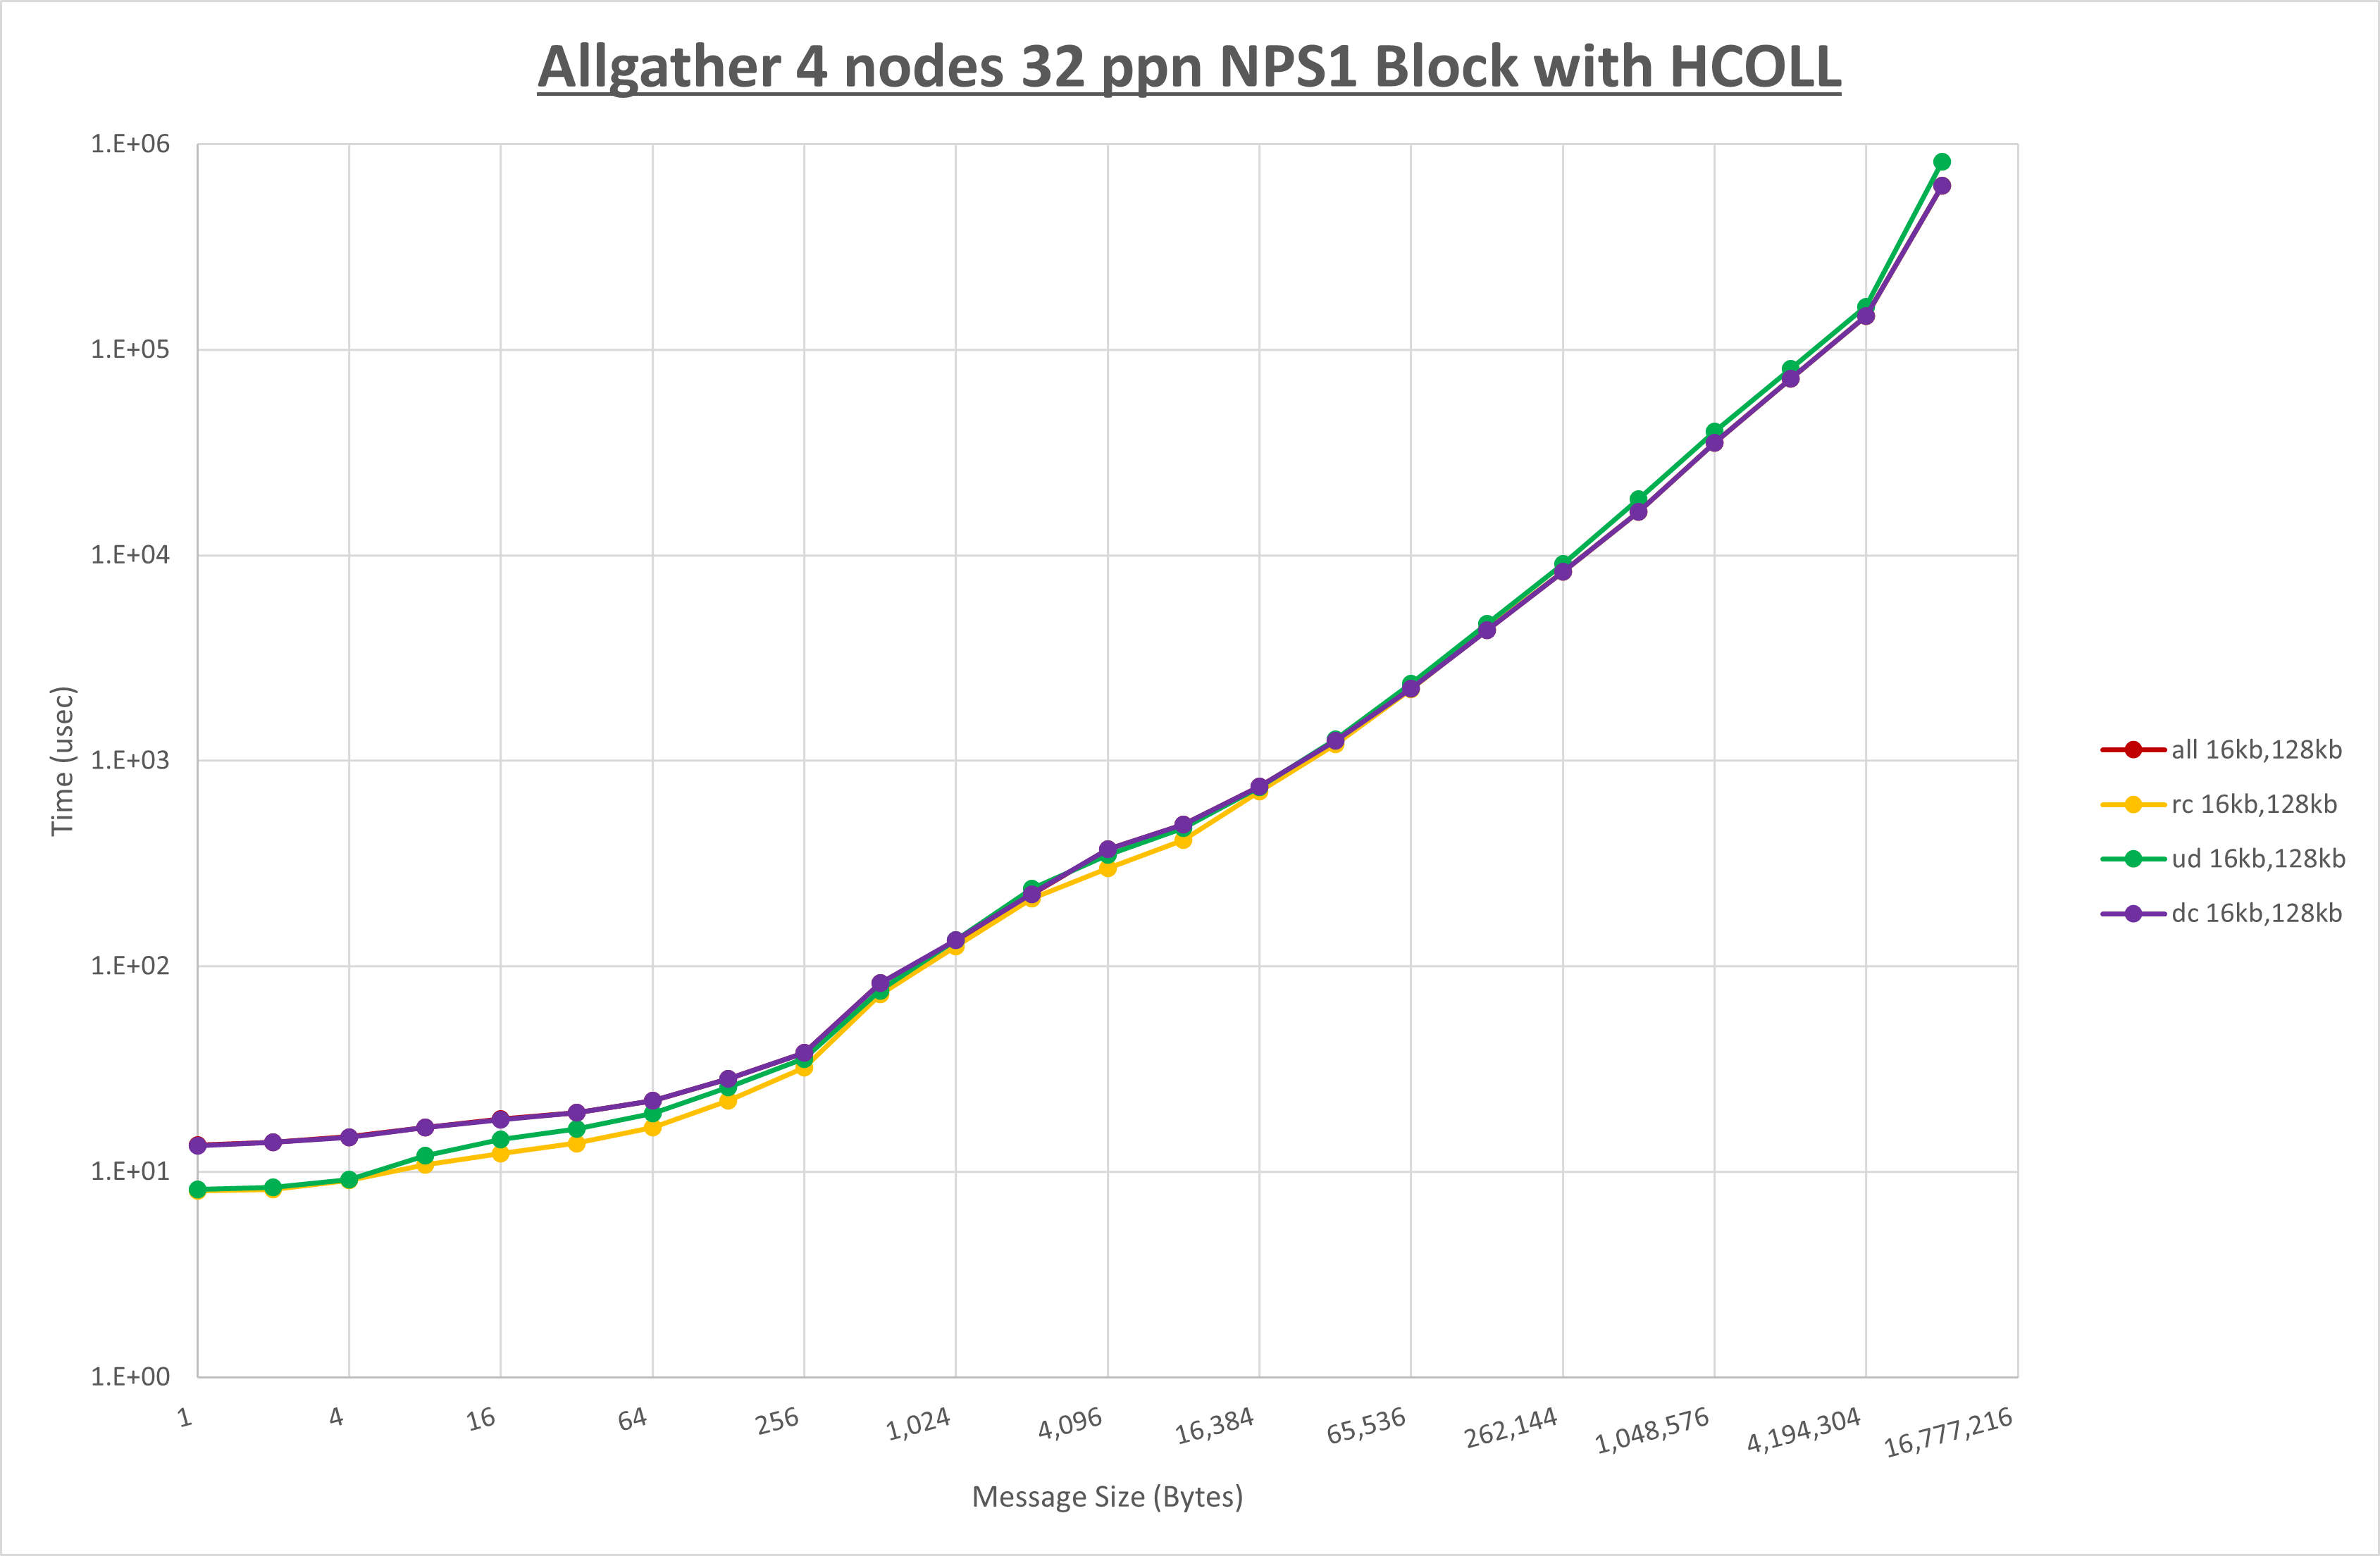 Allgather 4 nodes 32 ppn NPS1 Block with HCOLL
1.E+06
1.E+05
1.E+04
1.E+03
1.E+02
1.E+01
1.E+00
Time (usec)
1
4
16
64
256
1,024
4,096
16,384
65,536
262,144
1,048,576
4,194,304
16,777,216
Message Size (Bytes)
all 16kb,128kb
rc 16kb,128kb
ud 16kb,128kb
dc 16kb,128kb